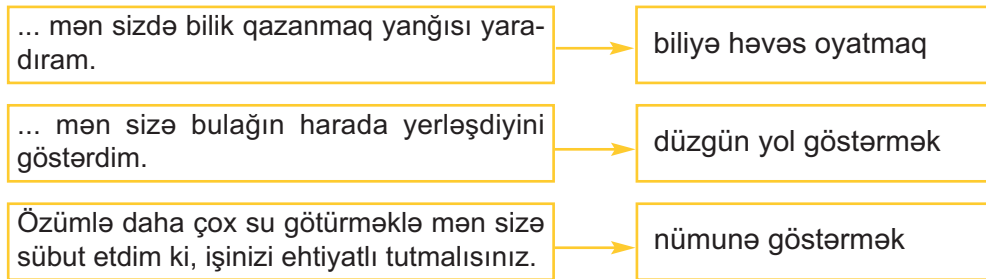 ... mən sizdə bilik qazanmaq yanğısı yara-
dıram.
biliyə həvəs oyatmaq
... mən sizə bulağın harada yerləşdiyini
göstərdim.
düzgün yol göstərmək
Özümlə daha çox su götürməklə mən sizə
sübut etdim ki, işinizi ehtiyatlı tutmalısınız.
nümunə göstərmək